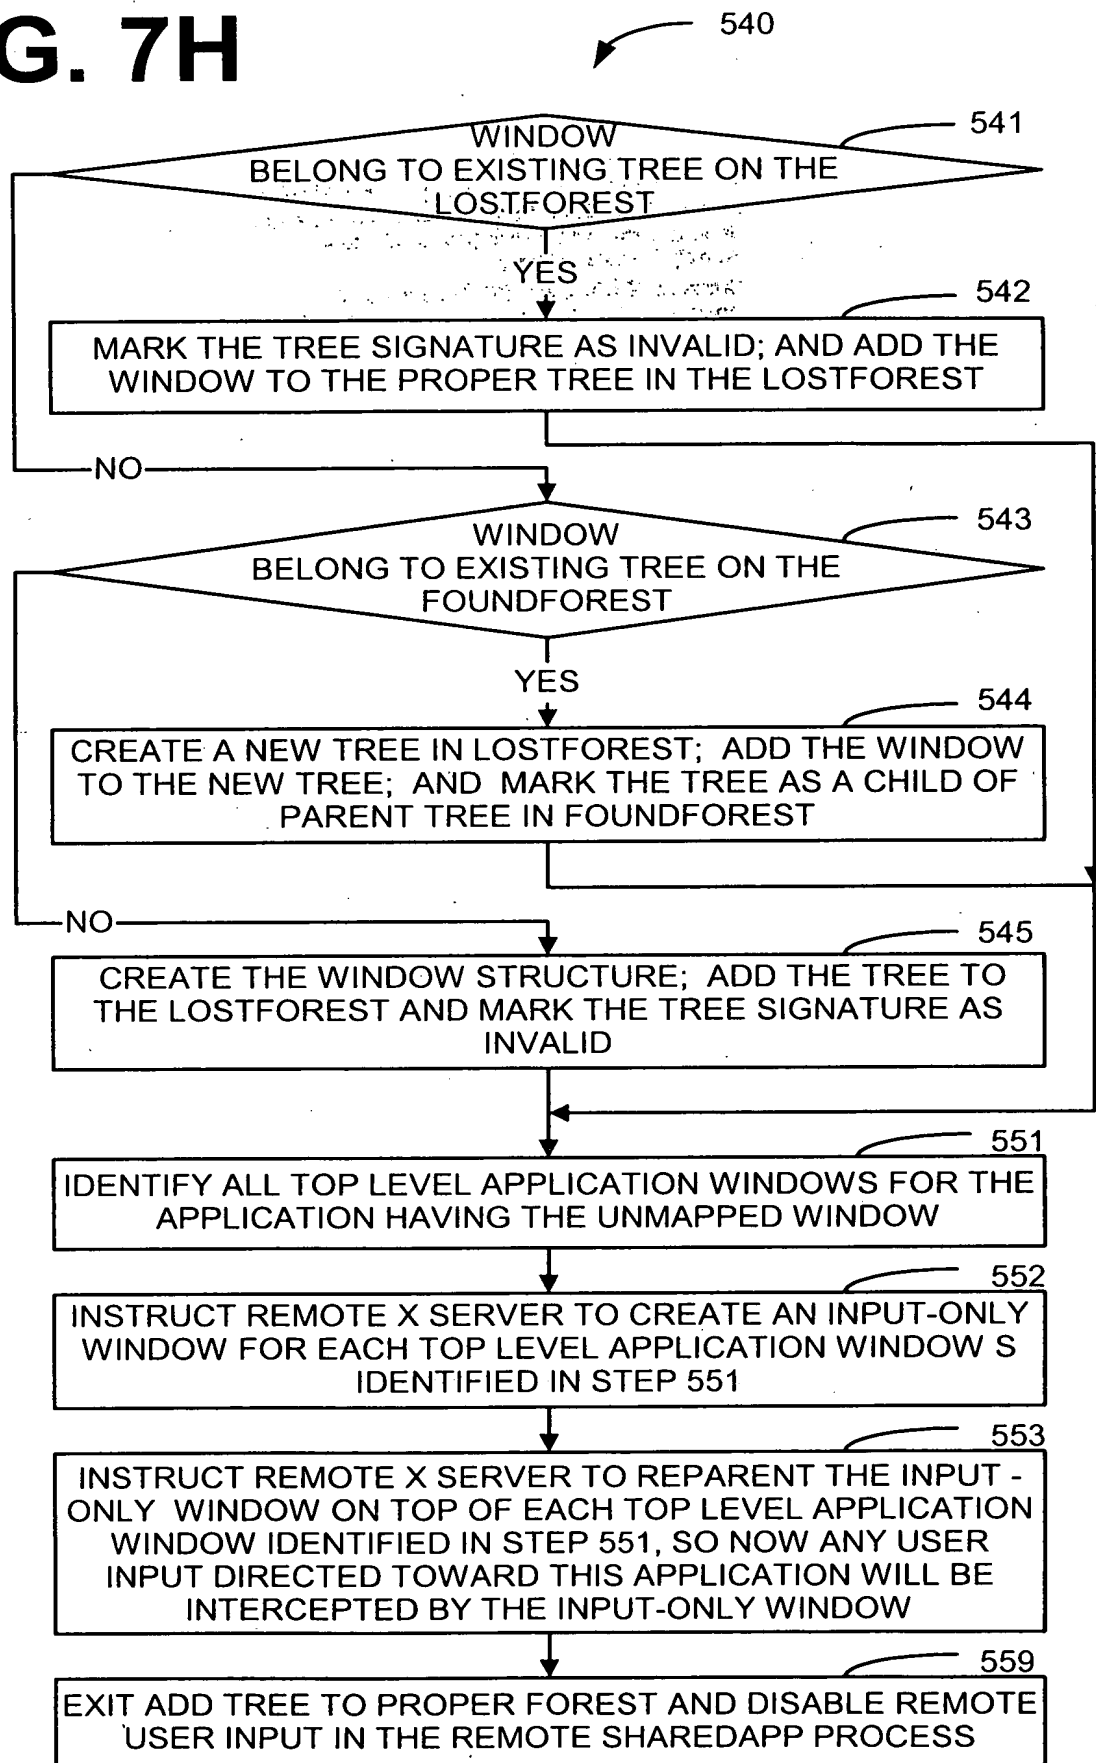 G. 7H
540
541
WINDOW
BELONG TO EXISTING TREE ON THE
LOSTFOREST
YES
542
MARK THE TREE SIGNATURE AS INVALID; AND ADD THE
WINDOW TO THE PROPER TREE IN THE LOSTFOREST
NO
543
WINDOW
BELONG TO EXISTING TREE ON THE
FOUNDFOREST
YES
544
CREATE A NEW TREE IN LOSTFOREST; ADD THE WINDOW
TO THE NEW TREE; AND MARK THE TREE AS A CHILD OF
PARENT TREE IN FOUNDFOREST
NO
545
CREATE THE WINDOW STRUCTURE; ADD THE TREE TO
THE LOSTFOREST AND MARK THE TREE SIGNATURE AS
INVALID
551
IDENTIFY ALL TOP LEVEL APPLICATION WINDOWS FOR THE
APPLICATION HAVING THE UNMAPPED WINDOW
552
INSTRUCT REMOTE X SERVER TO CREATE AN INPUT-ONLY
WINDOW FOR EACH TOP LEVEL APPLICATION WINDOW S
IDENTIFIED IN STEP 551
553
INSTRUCT REMOTE X SERVER TO REPARENT THE INPUT -
ONLY WINDOW ON TOP OF EACH TOP LEVEL APPLICATION
WINDOW IDENTIFIED IN STEP 551, SO NOW ANY USER
INPUT DIRECTED TOWARD THIS APPLICATION WILL BE
INTERCEPTED BY THE INPUT-ONLY WINDOW
559
EXIT ADD TREE TO PROPER FOREST AND DISABLE REMOTE
USER INPUT IN THE REMOTE SHAREDAPP PROCESS